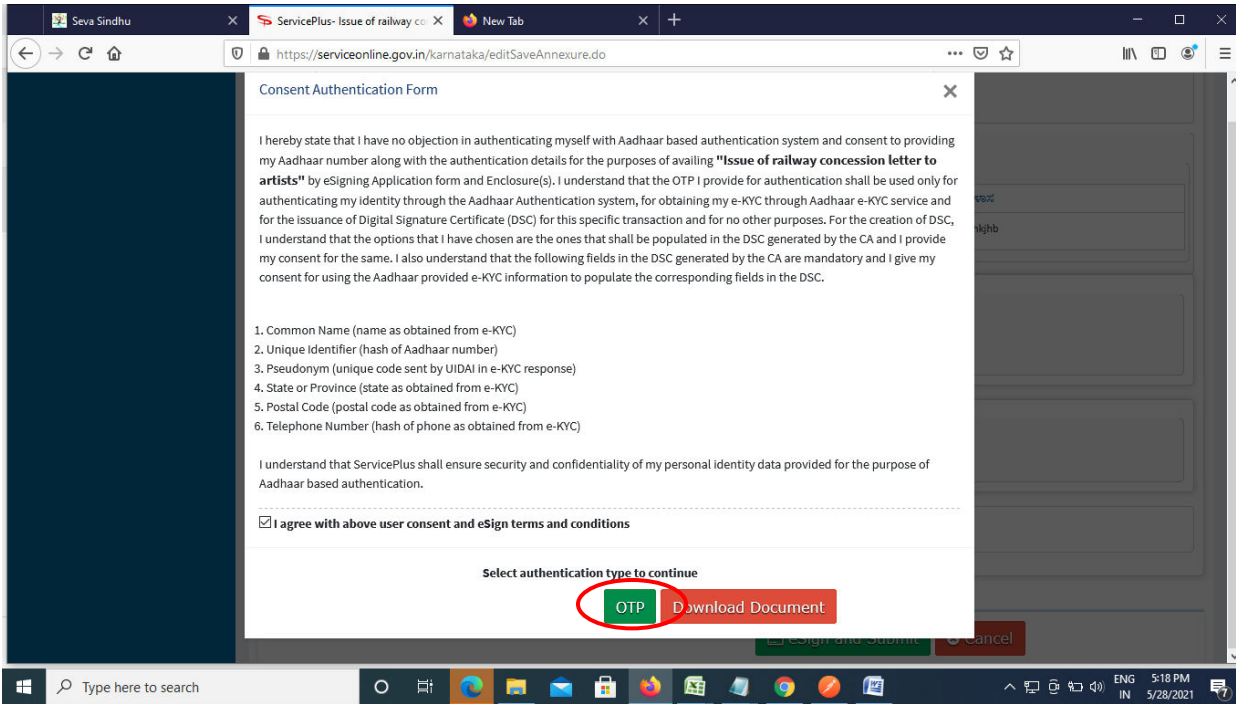 Seva Sindhu
ServicePlus- Issue of railway co
New Tab
https://serviceonline.gov.in/karnataka/editSaveAnnexure.do
Consent Authentication Form
I hereby state that I have no objection in authenticating myself with Aadhaar based authentication system and consent to providing
my Aadhaar number along with the authentication details for the purposes of availing "Issue of railway concession letter to
artists" by eSigning Application form and Enclosure(s). I understand that the OTP I provide for authentication shall be used only for
authenticating my identity through the Aadhaar Authentication system, for obtaining my e-KYC through Aadhaar e-KYC service and
for the issuance of Digital Signature Certificate (DSC) for this specific transaction and for no other purposes. For the creation of DSC,
I understand that the options that I have chosen are the ones that shall be populated in the DSC generated by the CA and I provide
my consent for the same. I also understand that the following fields in the DSC generated by the CA are mandatory and I give my
consent for using the Aadhaar provided e-KYC information to populate the corresponding fields in the DSC.
1. Common Name (name as obtained from e-KYC)
2. Unique Identifier (hash of Aadhaar number)
3. Pseudonym (unique code sent by UIDAI in e-KYC response)
4. State or Province (state as obtained from e-KYC)
5. Postal Code (postal code as obtained from e-KYC)
6. Telephone Number (hash of phone as obtained from e-KYC)
I understand that ServicePlus shall ensure security and confidentiality of my personal identity data provided for the purpose of
Aadhaar based authentication.
I agree with above user consent and eSign terms and conditions
Select authentication type to continue
OTP Download Document
eSign and Submit Cancel
Type here to search
ENG 5:18 PM
IN 5/28/2021